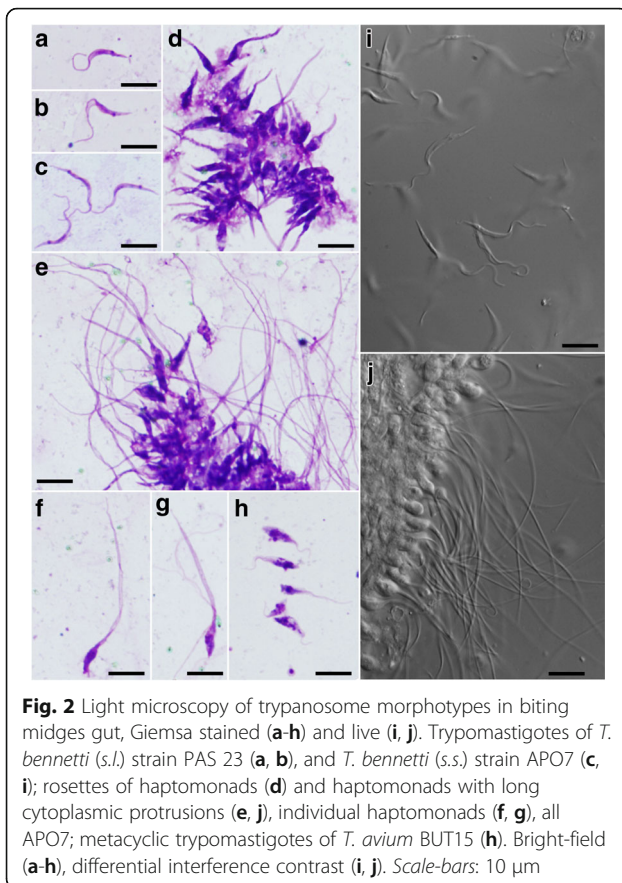 a
b
c
d
e
f
g
h
i
j
Fig. 2 Light microscopy of trypanosome morphotypes in biting
midges gut, Giemsa stained (a-h) and live (i, j). Trypomastigotes of T.
bennetti (s.l.) strain PAS 23 (a, b), and T. bennetti (s.s.) strain APO7 (c,
i); rosettes of haptomonads (d) and haptomonads with long
cytoplasmic protrusions (e, j), individual haptomonads (f, g), all
APO7; metacyclic trypomastigotes of T. avium BUT15 (h). Bright-field
(a-h), differential interference contrast (i, j). Scale-bars: 10 μm